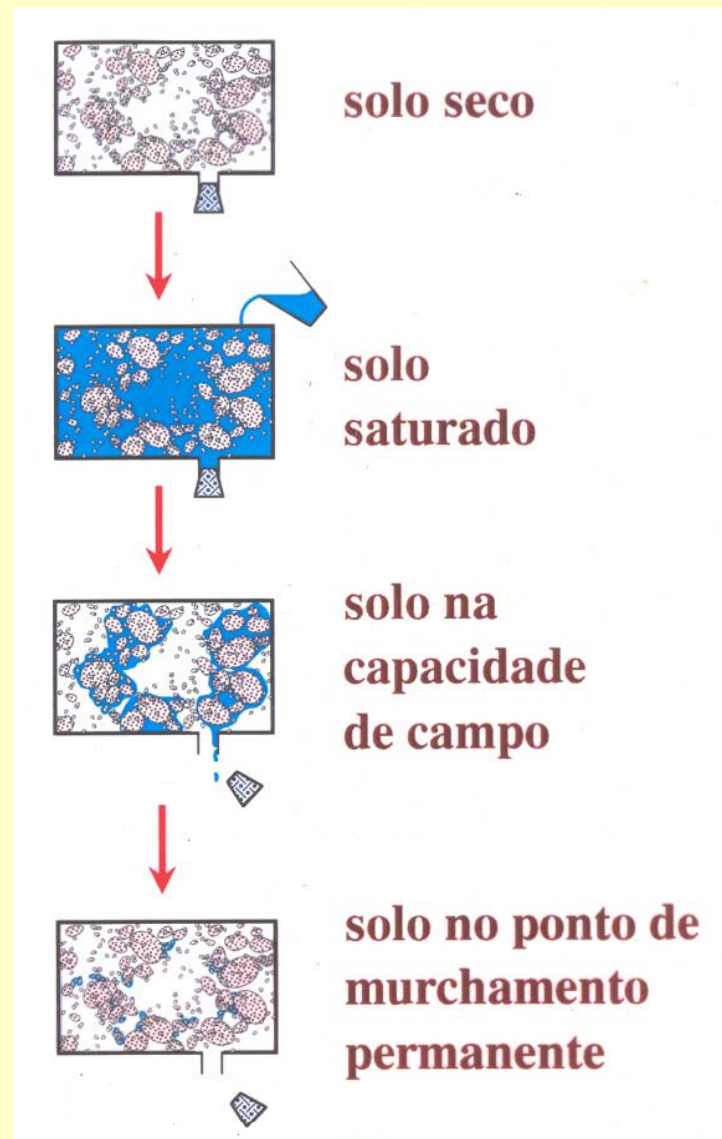 solo seco
solo
saturado
solo na
capacidade
de campo
solo no ponto de
murchamento
permanente